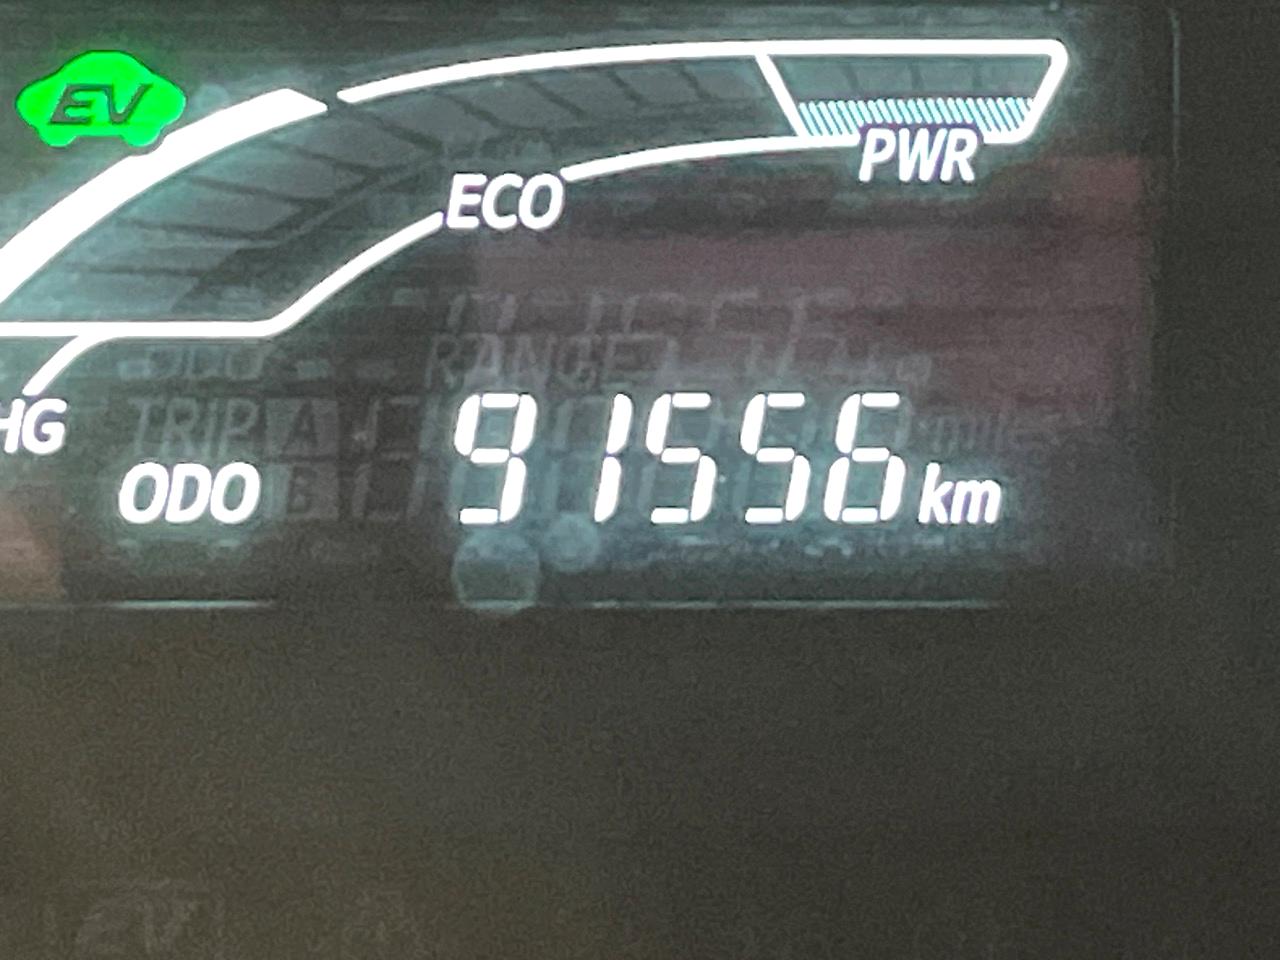 EV
PWR
ECO
HG
ODO 91556 km